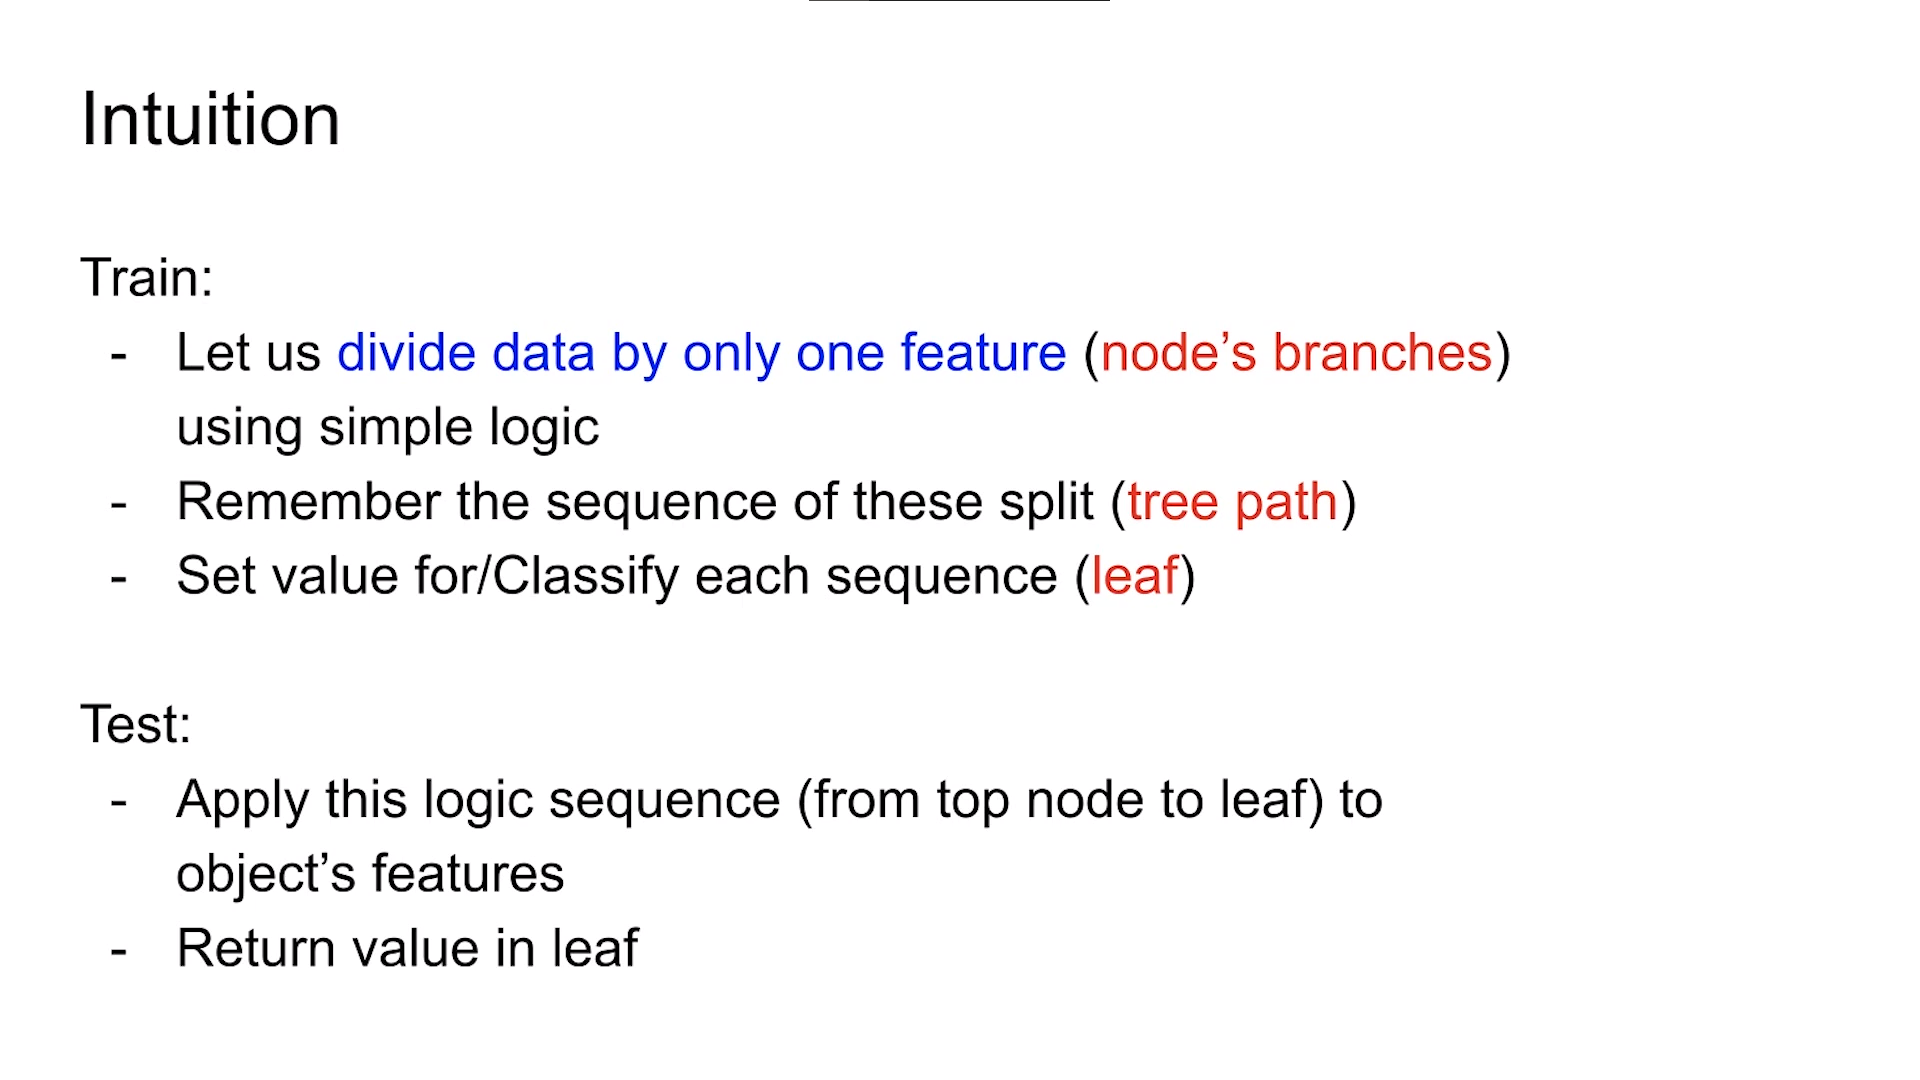 Intuition
Train:
- Let us divide data by only one feature (node’s branches)
using simple logic
- Remember the sequence of these split (tree path)
- Set value for/Classify each sequence (leaf)
Test:
- Apply this logic sequence (from top node to leaf) to
object’s features
- Return value in leaf